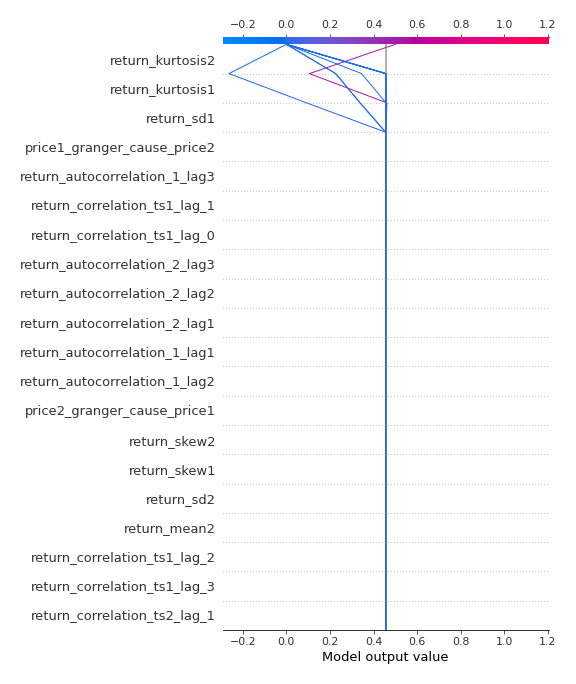 −0.2 0.0 0.2 0.4 0.6 0.8 1.0 1.2
return_kurtosis2
return_kurtosis1
return_sd1
price1_granger_cause_price2
return_autocorrelation_1_lag3
return_correlation_ts1_lag_1
return_correlation_ts1_lag_0
return_autocorrelation_2_lag3
return_autocorrelation_2_lag2
return_autocorrelation_2_lag1
return_autocorrelation_1_lag1
return_autocorrelation_1_lag2
price2_granger_cause_price1
return_skew2
return_skew1
return_sd2
return_mean2
return_correlation_ts1_lag_2
return_correlation_ts1_lag_3
return_correlation_ts2_lag_1
−0.2 0.0 0.2 0.4 0.6 0.8 1.0 1.2
Model output value